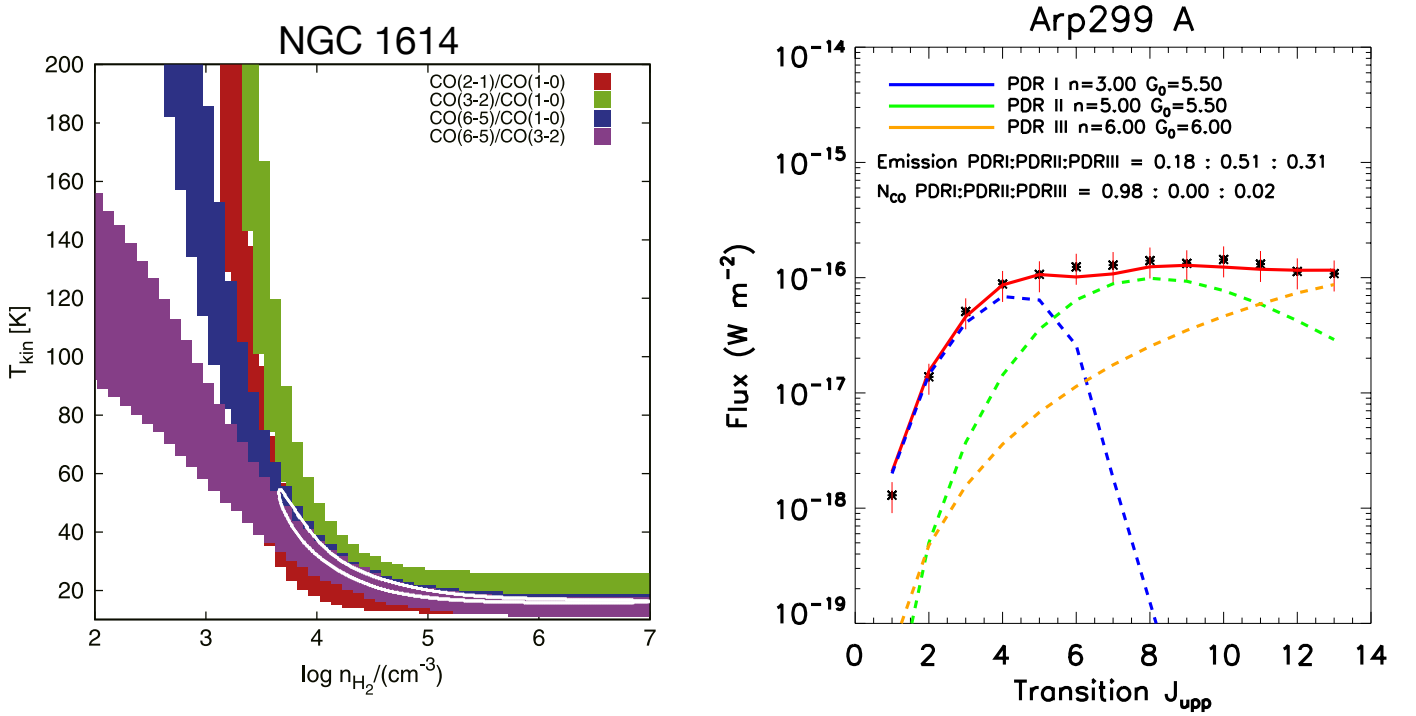 NGC 1614
200
180
160
140
120
100
80
60
40
20
T_kin [K]
CO(2-1)/CO(1-0)
CO(3-2)/CO(1-0)
CO(6-5)/CO(1-0)
CO(6-5)/CO(3-2)
2 3 4 5 6 7
log n_H₂/(cm⁻³)
Arp299 A
10⁻¹⁴
10⁻¹⁵
10⁻¹⁶
10⁻¹⁷
10⁻¹⁸
10⁻¹⁹
Flux (W m⁻²)
PDR I n=3.00 G₀=5.50
PDR II n=5.00 G₀=5.50
PDR III n=6.00 G₀=6.00
Emission PDRI:PDRII:PDRIII = 0.18 : 0.51 : 0.31
N_CO PDRI:PDRII:PDRIII = 0.98 : 0.00 : 0.02
0 2 4 6 8 10 12 14
Transition J_upp